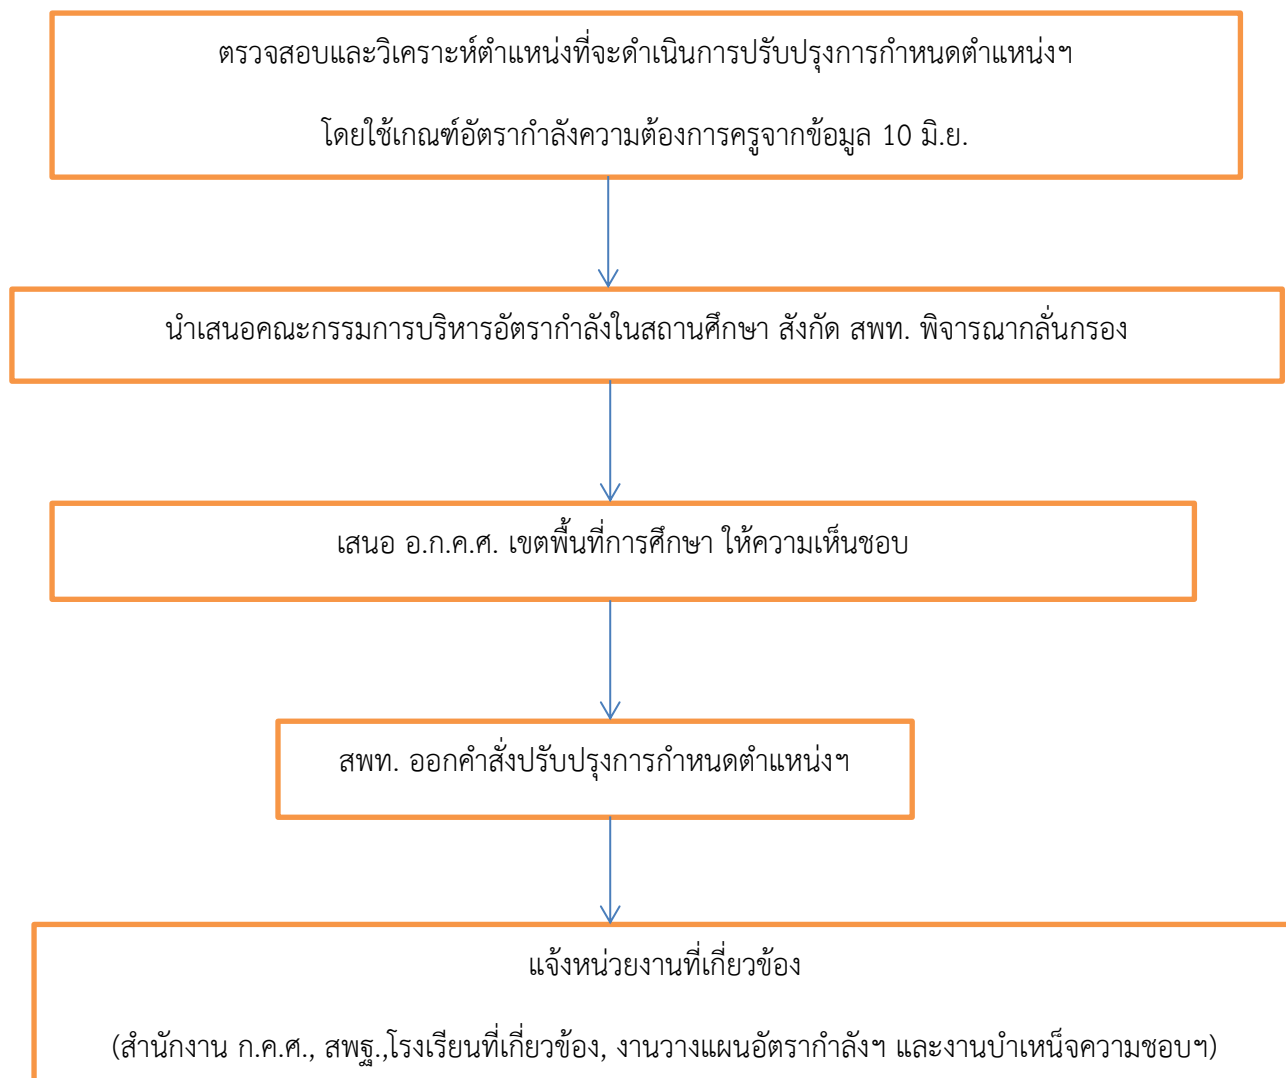 ตรวจสอบและวิเคราะห์ตำแหน่งที่จะดำเนินการปรับปรุงการกำหนดตำแหน่งฯ
โดยใช้เกณฑ์อัตรากำลังความต้องการครูจากข้อมูล 10 มิ.ย.
นำเสนอคณะกรรมการบริหารอัตรากำลังในสถานศึกษา สังกัด สพท. พิจารณากลั่นกรอง
เสนอ อ.ก.ค.ศ. เขตพื้นที่การศึกษา ให้ความเห็นชอบ
สพท. ออกคำสั่งปรับปรุงการกำหนดตำแหน่งฯ
แจ้งหน่วยงานที่เกี่ยวข้อง
(สำนักงาน ก.ค.ศ., สพฐ.,โรงเรียนที่เกี่ยวข้อง, งานวางแผนอัตรากำลังฯ และงานบำเหน็จความชอบฯ)